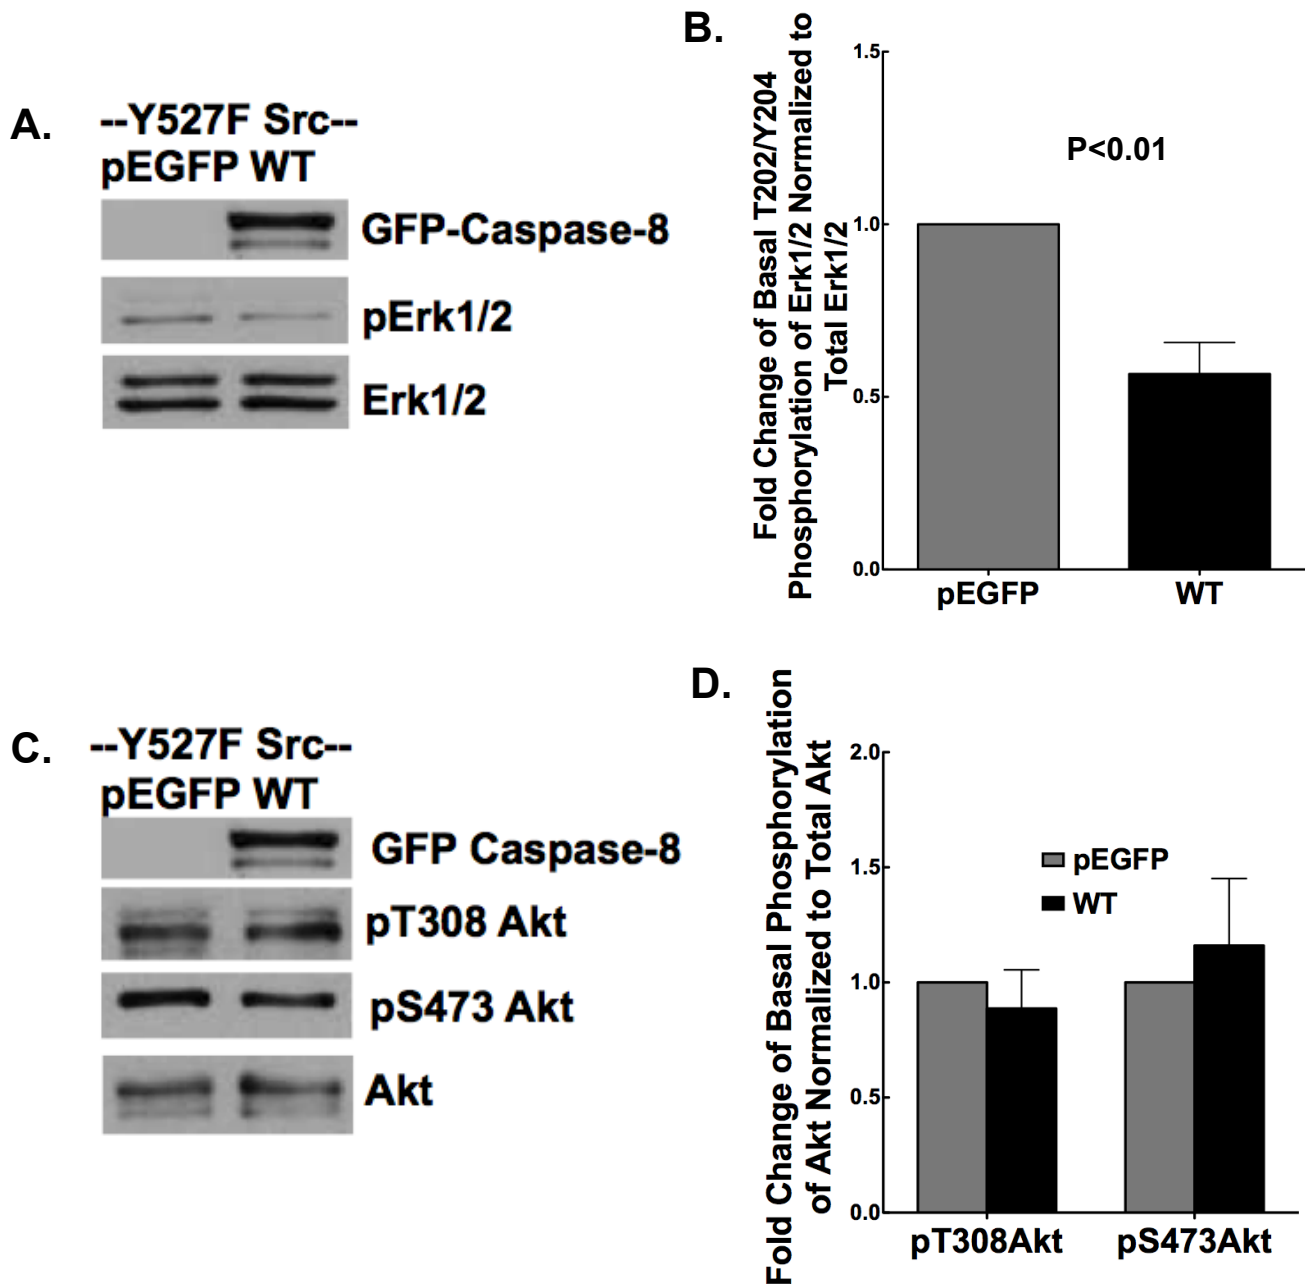 A.
--Y527F Src--
pEGFP WT
GFP-Caspase-8
pErk1/2
Erk1/2
B.
Fold Change of Basal T202/Y204
Phosphorylation of Erk1/2 Normalized to
Total Erk1/2
1.5
1.0
0.5
0.0
P<0.01
pEGFP
WT
C.
--Y527F Src--
pEGFP WT
GFP Caspase-8
pT308 Akt
pS473 Akt
Akt
D.
Fold Change of Basal Phosphorylation
of Akt Normalized to Total Akt
2.0
1.5
1.0
0.5
0.0
pEGFP
WT
pT308Akt
pS473Akt